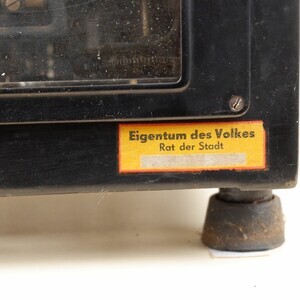 Eigentum des Volkes
Rat der Stadt